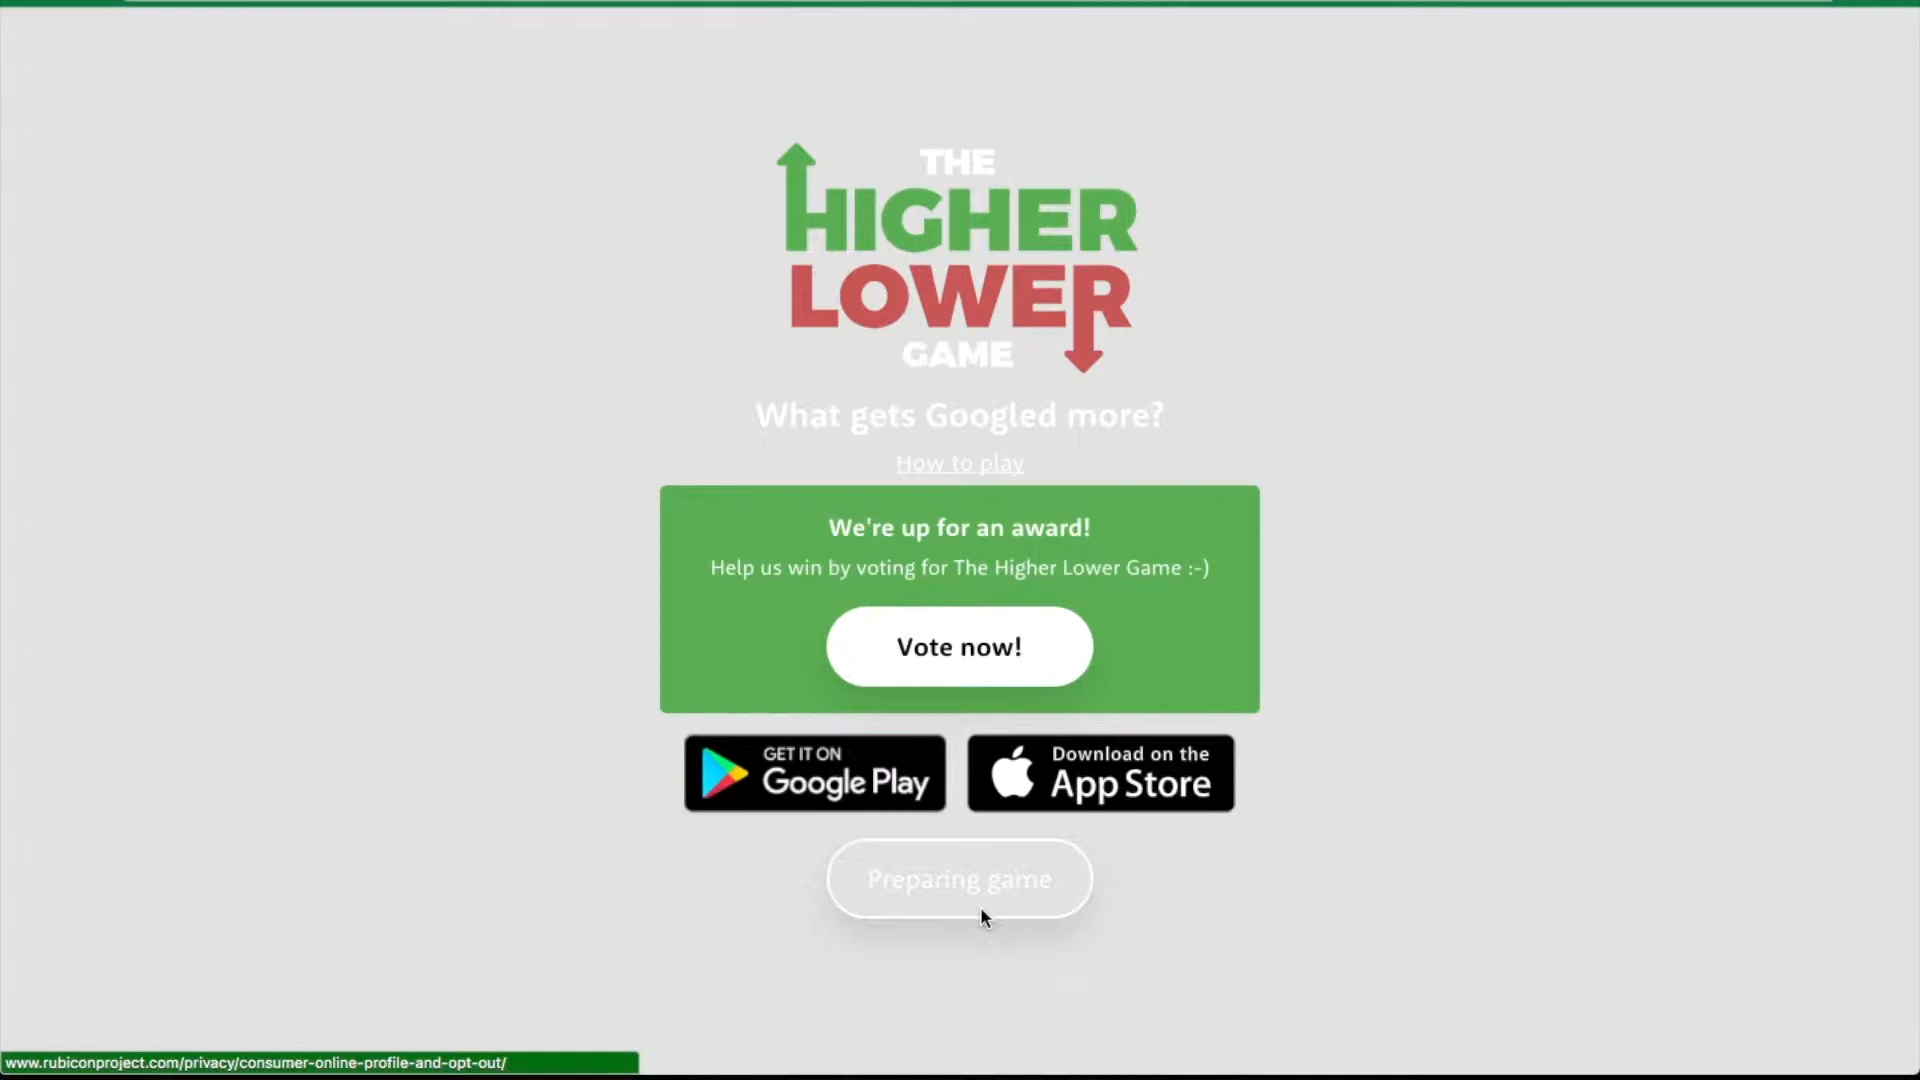 THE
HIGHER
LOWER
GAME
What gets Googled more?
How to play
We're up for an award!
Help us win by voting for The Higher Lower Game :-)
Vote now!
GET IT ON
Google Play
Download on the
App Store
Preparing game
www.rubiconproject.com/privacy/consumer-online-profile-and-opt-out/